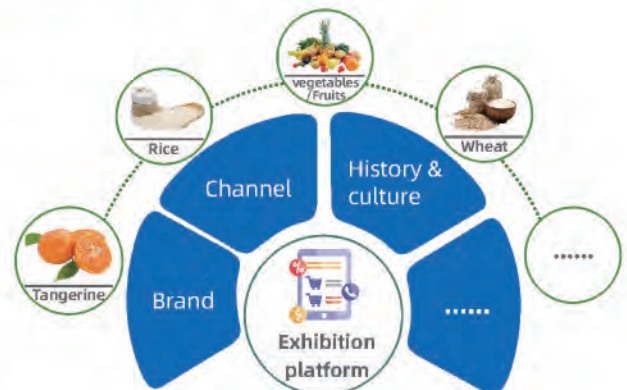 vegetables
/Fruits
Rice
Wheat
Tangerine
......
Channel
History &
culture
Brand
......
Exhibition
platform